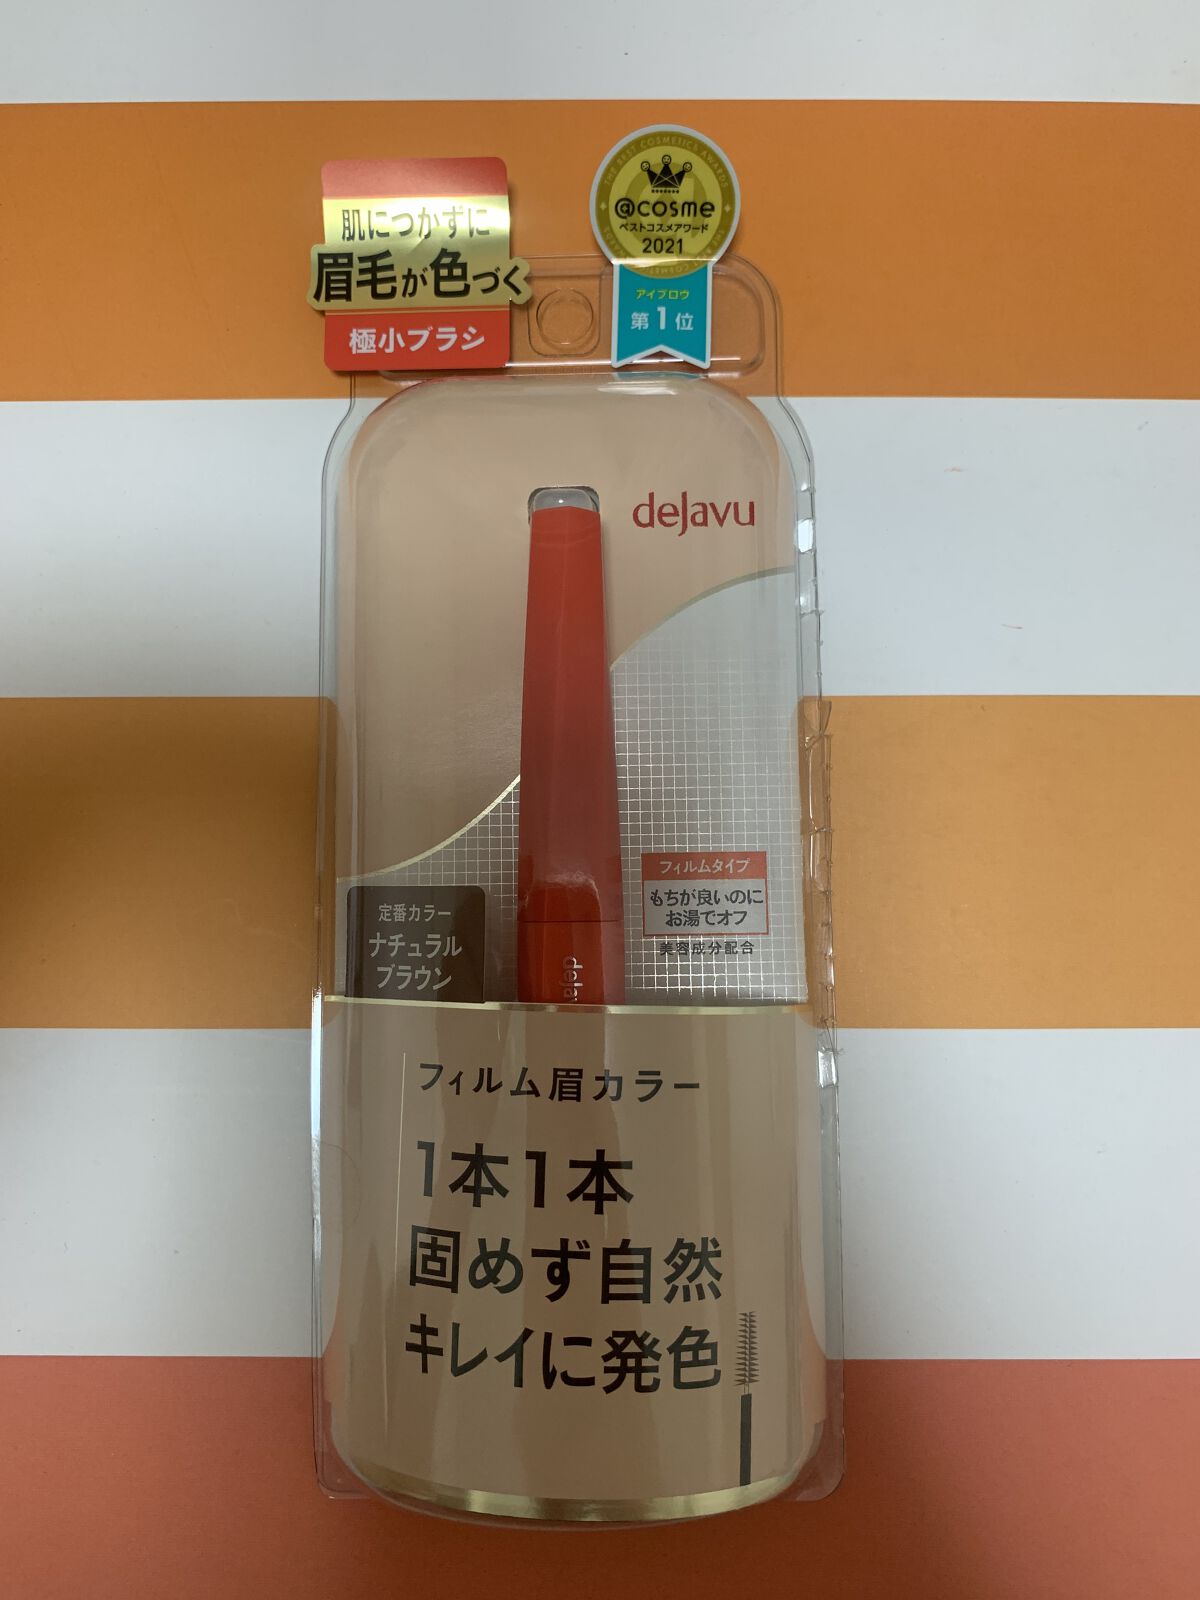 肌につかずに
眉毛が色づく
極小ブラシ
THE BEST COSMETICS AWARDS
@cosme
ベストコスメアワード
2021
アイブロウ
第1位
dejavu
フィルムタイプ
もちが良いのに
お湯でオフ
美容成分配合
定番カラー
ナチュラル
ブラウン
deja
フィルム眉カラー
1本1本
固めず自然
キレイに発色